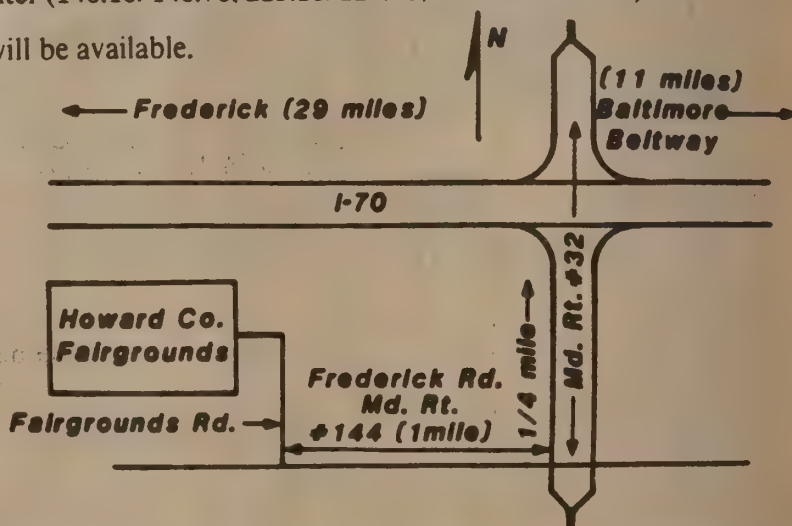 will be available.
N
Frederick (29 miles)
(11 miles)
Baltimore
Beltway
I-70
Howard Co.
Fairgrounds
Fairgrounds Rd.
Frederick Rd.
Md. Rt.
#144 (1mile)
1/4 mile
Md. Rt. #32